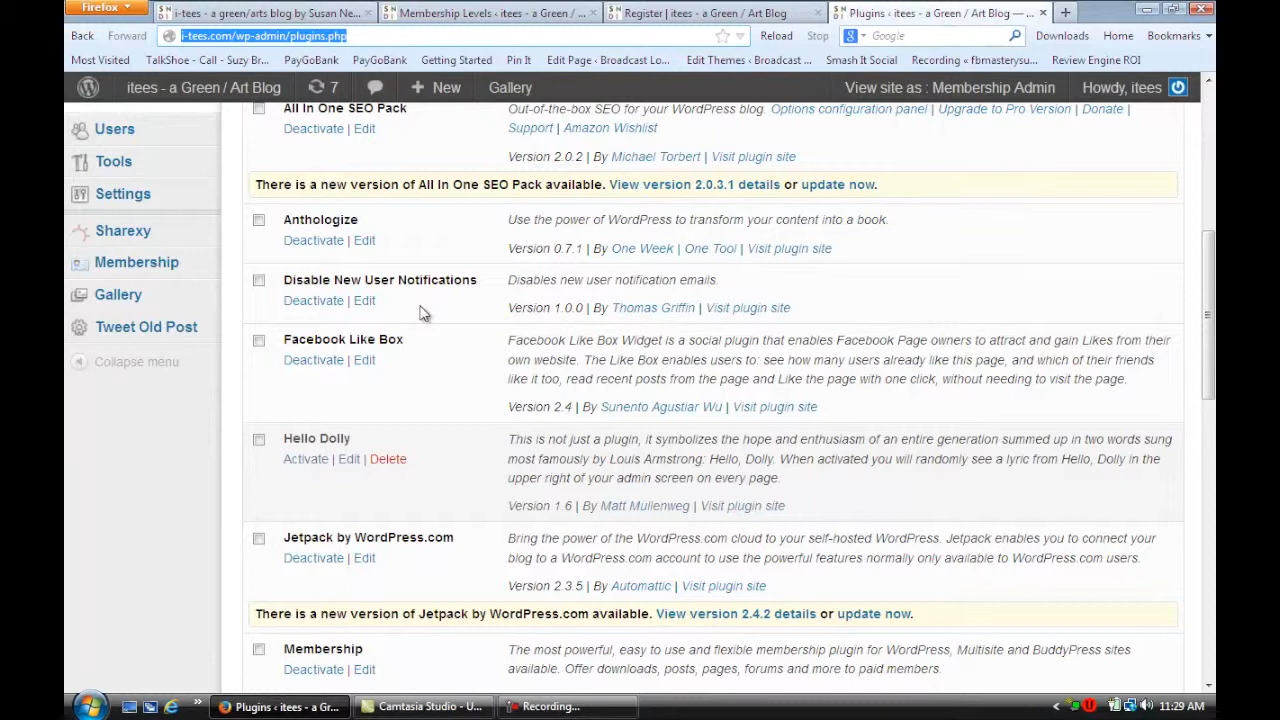 Firefox
i-tees - a green/arts blog by Susan Ne...
Membership Levels ‹ itees - a Green / ...
Register | itees - a Green / Art Blog
Plugins ‹ itees - a Green / Art Blog — ...
Back Forward i-tees.com/wp-admin/plugins.php Google Reload Stop Downloads Home Bookmarks
Most Visited TalkShoe - Call - Suzy Br... PayGoBank PayGoBank Getting Started Pin It Edit Page ‹ Broadcast Lo... Edit Themes ‹ Broadcast ... Smash It Social Recording « fbmasterysu... Review Engine ROI
itees - a Green / Art Blog 7 New Gallery View site as : Membership Admin Howdy, itees
Users
Tools
Settings
Sharexy
Membership
Gallery
Tweet Old Post
Collapse menu
All In One SEO Pack
Deactivate | Edit
Out-of-the-box SEO for your WordPress blog. Options configuration panel | Upgrade to Pro Version | Donate |
Support | Amazon Wishlist
Version 2.0.2 | By Michael Torbert | Visit plugin site
There is a new version of All In One SEO Pack available. View version 2.0.3.1 details or update now.
Anthologize
Deactivate | Edit
Use the power of WordPress to transform your content into a book.
Version 0.7.1 | By One Week | One Tool | Visit plugin site
Disable New User Notifications
Deactivate | Edit
Disables new user notification emails.
Version 1.0.0 | By Thomas Griffin | Visit plugin site
Facebook Like Box
Deactivate | Edit
Facebook Like Box Widget is a social plugin that enables Facebook Page owners to attract and gain Likes from their
own website. The Like Box enables users to: see how many users already like this page, and which of their friends
like it too, read recent posts from the page and Like the page with one click, without needing to visit the page.
Version 2.4 | By Sunento Agustiar Wu | Visit plugin site
Hello Dolly
Activate | Edit | Delete
This is not just a plugin, it symbolizes the hope and enthusiasm of an entire generation summed up in two words sung
most famously by Louis Armstrong: Hello, Dolly. When activated you will randomly see a lyric from Hello, Dolly in the
upper right of your admin screen on every page.
Version 1.6 | By Matt Mullenweg | Visit plugin site
Jetpack by WordPress.com
Deactivate | Edit
Bring the power of the WordPress.com cloud to your self-hosted WordPress. Jetpack enables you to connect your
blog to a WordPress.com account to use the powerful features normally only available to WordPress.com users.
Version 2.3.5 | By Automattic | Visit plugin site
There is a new version of Jetpack by WordPress.com available. View version 2.4.2 details or update now.
Membership
Deactivate | Edit
The most powerful, easy to use and flexible membership plugin for WordPress, Multisite and BuddyPress sites
available. Offer downloads, posts, pages, forums and more to paid members.
Plugins ‹ itees - a Gr... Camtasia Studio - U... Recording... 11:29 AM